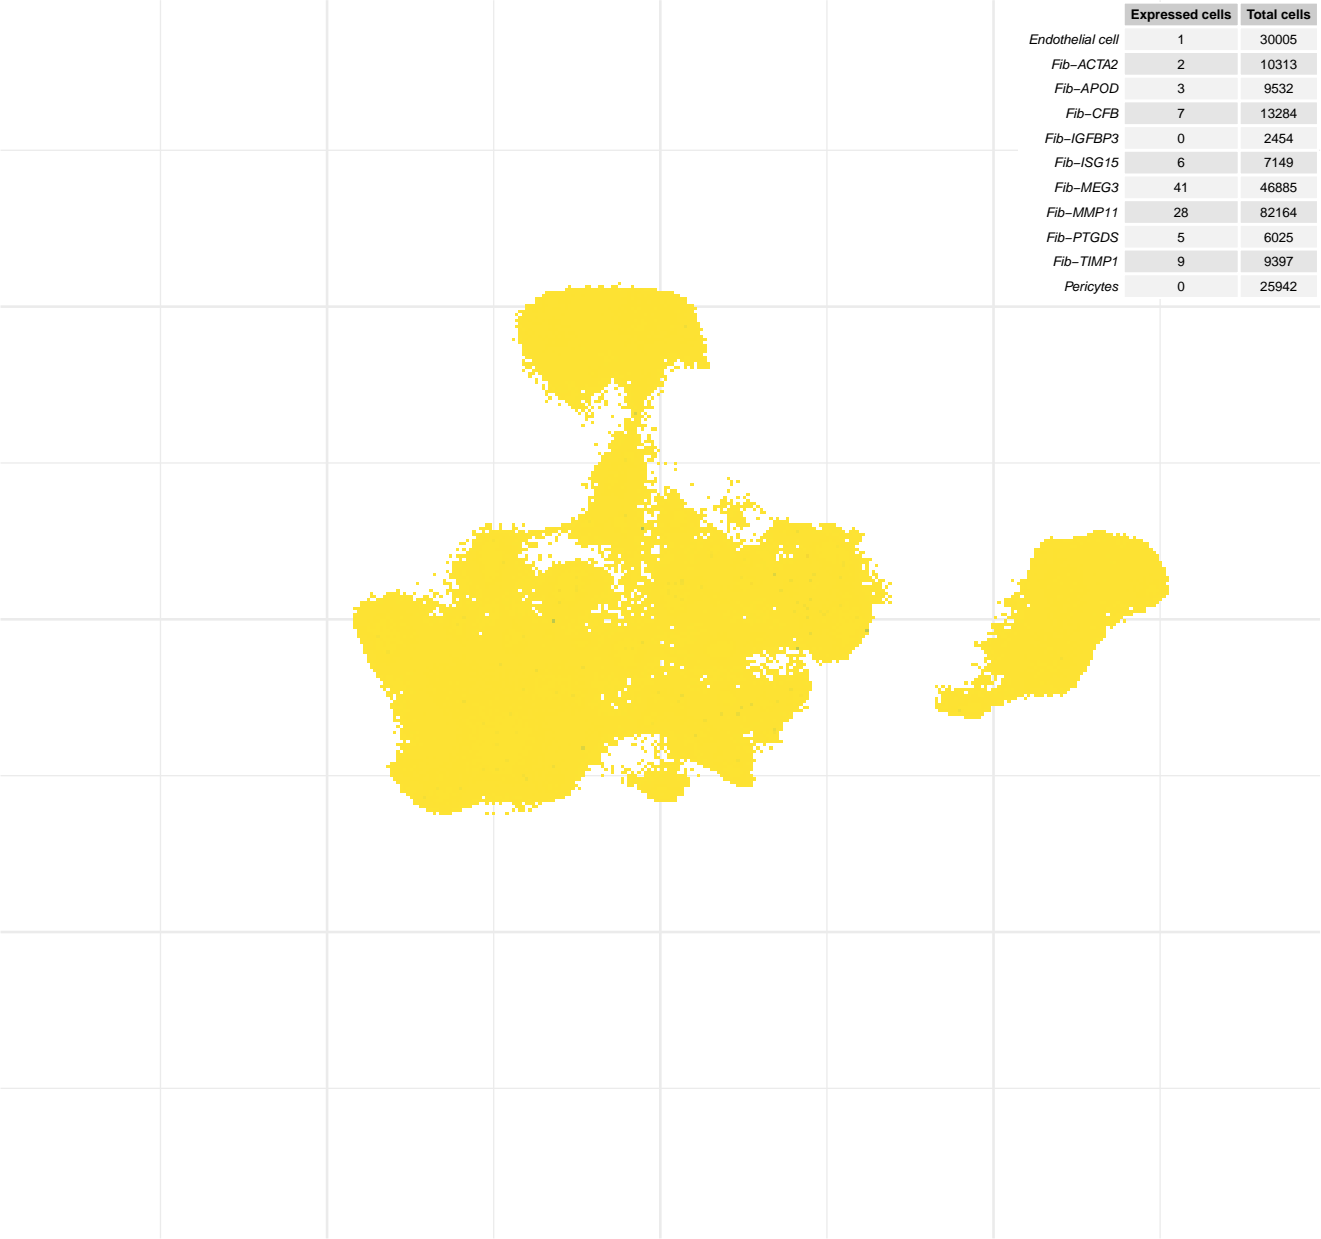 Expressed cells Total cells
Endothelial cell 1 30005
Fib−ACTA2 2 10313
Fib−APOD 3 9532
Fib−CFB 7 13284
Fib−IGFBP3 0 2454
Fib−ISG15 6 7149
Fib−MEG3 41 46885
Fib−MMP11 28 82164
Fib−PTGDS 5 6025
Fib−TIMP1 9 9397
Pericytes 0 25942